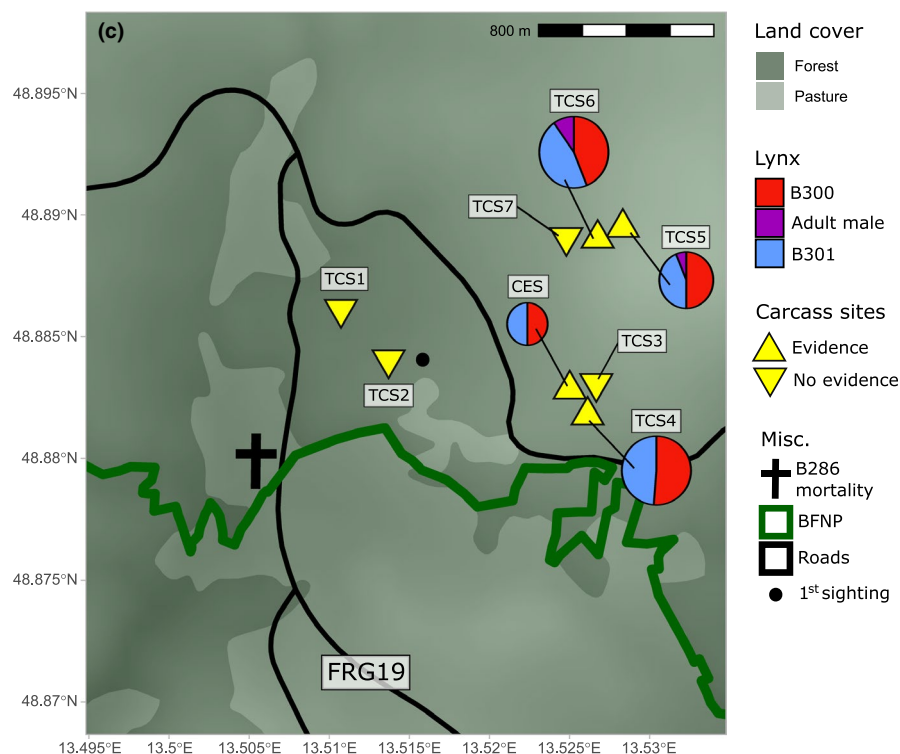 (c)
800 m
48.895°N
48.89°N
48.885°N
48.88°N
48.875°N
48.87°N
13.495°E
13.5°E
13.505°E
13.51°E
13.515°E
13.52°E
13.525°E
13.53°E
TCS6
TCS7
TCS5
TCS1
CES
TCS3
TCS2
TCS4
FRG19
Land cover
Forest
Pasture
Lynx
B300
Adult male
B301
Carcass sites
Evidence
No evidence
Misc.
B286
mortality
BFNP
Roads
1st sighting